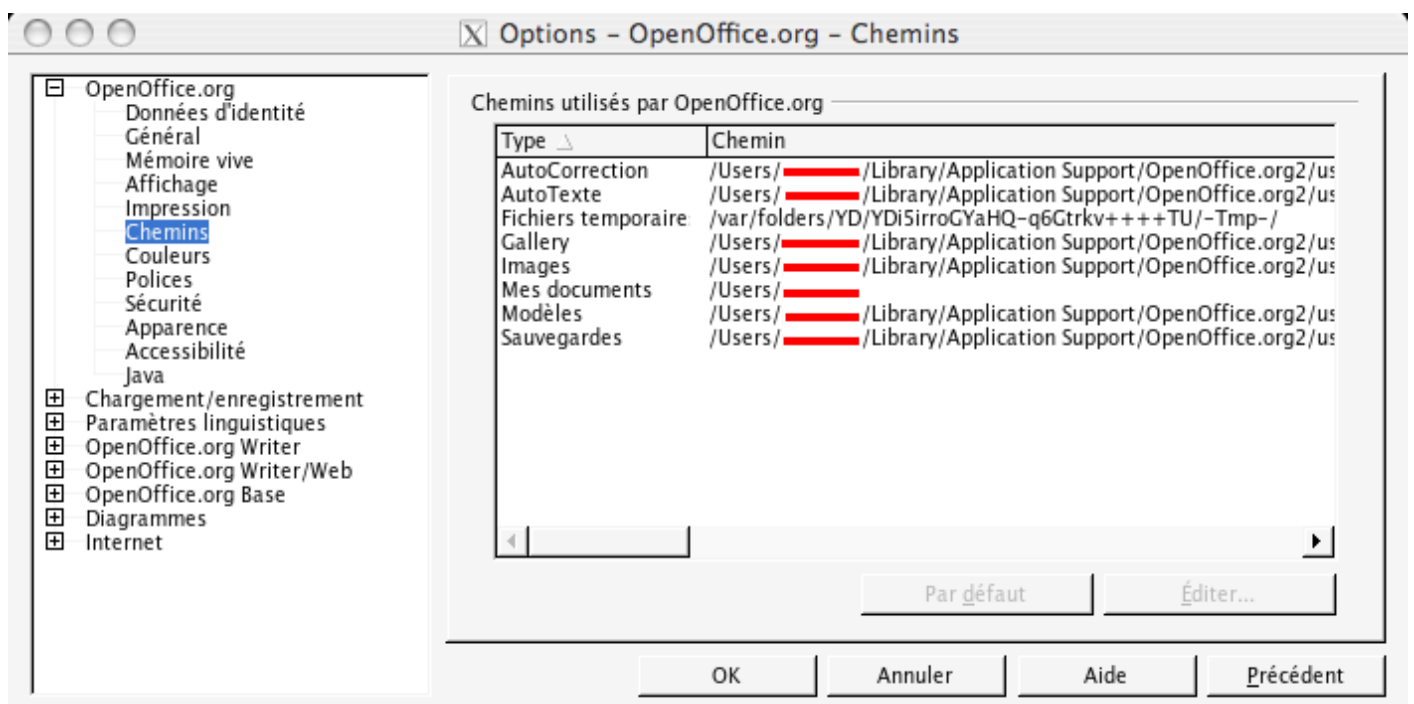 Options – OpenOffice.org – Chemins
OpenOffice.org
Données d'identité
Général
Mémoire vive
Affichage
Impression
Chemins
Couleurs
Polices
Sécurité
Apparence
Accessibilité
Java
Chargement/enregistrement
Paramètres linguistiques
OpenOffice.org Writer
OpenOffice.org Writer/Web
OpenOffice.org Base
Diagrammes
Internet
Chemins utilisés par OpenOffice.org
Type Chemin
AutoCorrection /Users/ /Library/Application Support/OpenOffice.org2/us
AutoTexte /Users/ /Library/Application Support/OpenOffice.org2/us
Fichiers temporaire /var/folders/YD/YDi5irroGYaHQ-q6Gtrkv++++TU/-Tmp-/
Gallery /Users/ /Library/Application Support/OpenOffice.org2/us
Images /Users/ /Library/Application Support/OpenOffice.org2/us
Mes documents /Users/
Modèles /Users/ /Library/Application Support/OpenOffice.org2/us
Sauvegardes /Users/ /Library/Application Support/OpenOffice.org2/us
Par défaut Éditer...
OK Annuler Aide Précédent